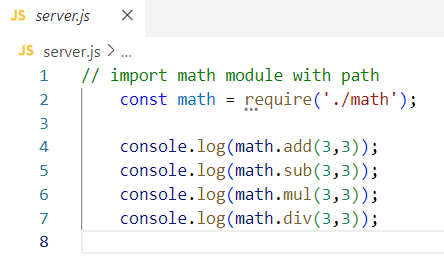 JS server.js ×
JS server.js > ...
1 // import math module with path
2 const math = require('./math');
3
4 console.log(math.add(3,3));
5 console.log(math.sub(3,3));
6 console.log(math.mul(3,3));
7 console.log(math.div(3,3));
8